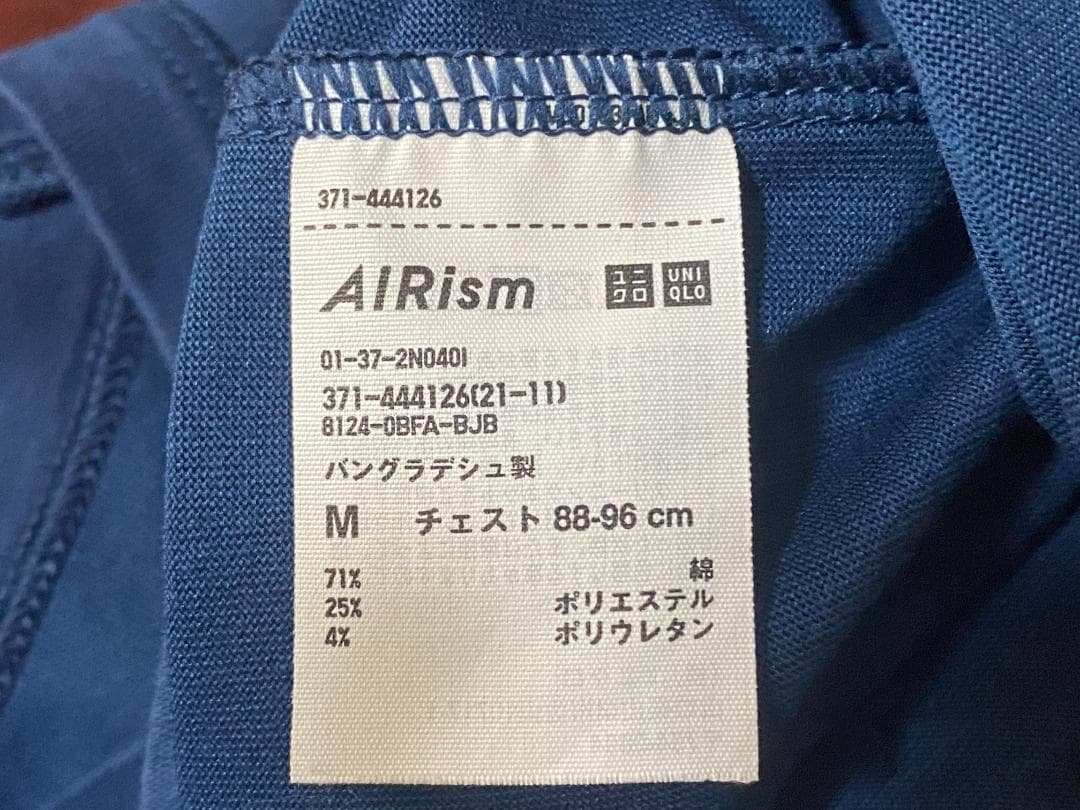 371-444126
AIRism ユニクロ UNIQLO
01-37-2N040I
371-444126(21-11)
8124-0BFA-BJB
バングラデシュ製
M チェスト 88-96 cm
71% 綿
25% ポリエステル
4% ポリウレタン